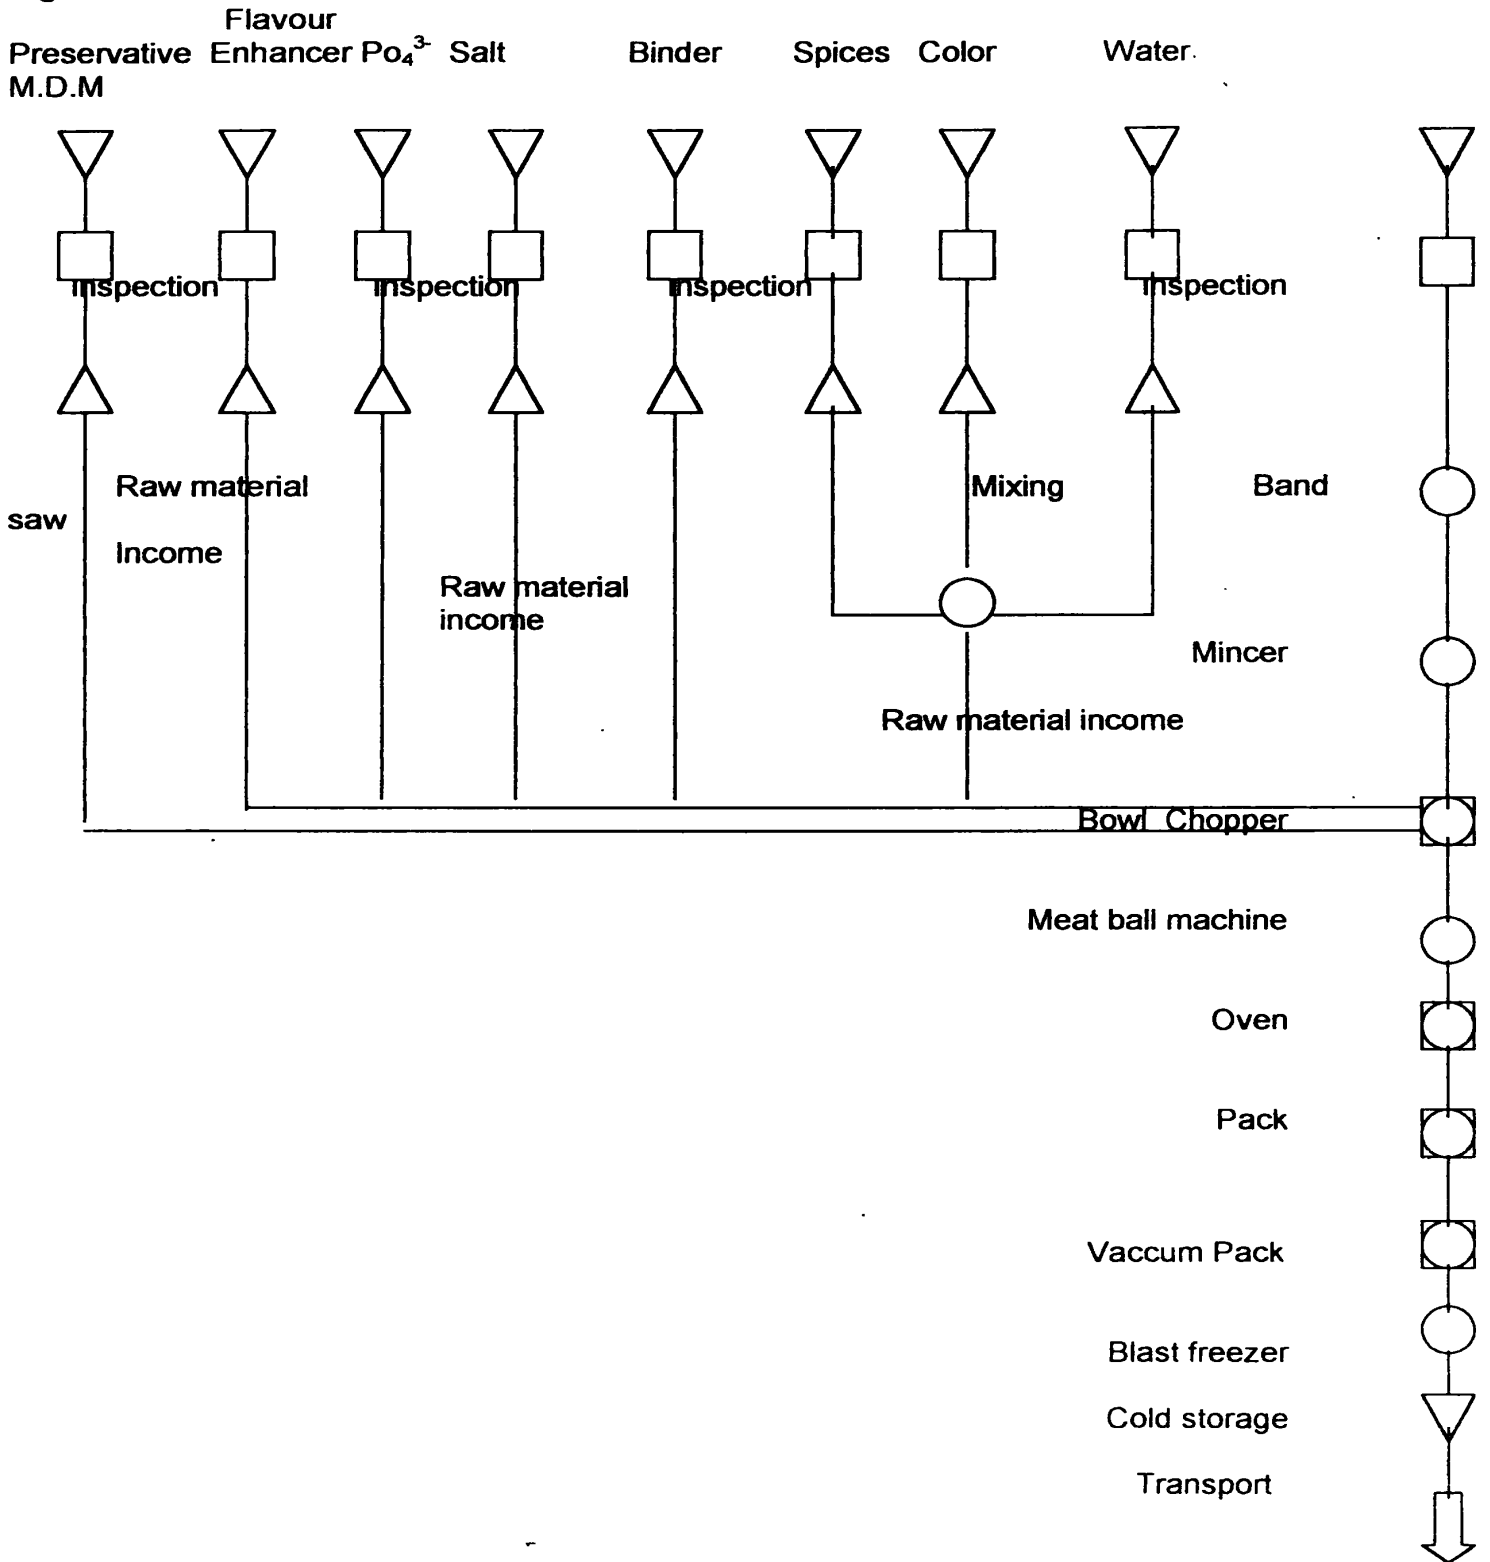 Flavour
Preservative Enhancer Po₄³⁻ Salt Binder Spices Color Water
M.D.M
Inspection Inspection Inspection Inspection
Raw material Mixing Band
saw
Income
Raw material
income
Mincer
Raw material income
Bowl Chopper
Meat ball machine
Oven
Pack
Vaccum Pack
Blast freezer
Cold storage
Transport